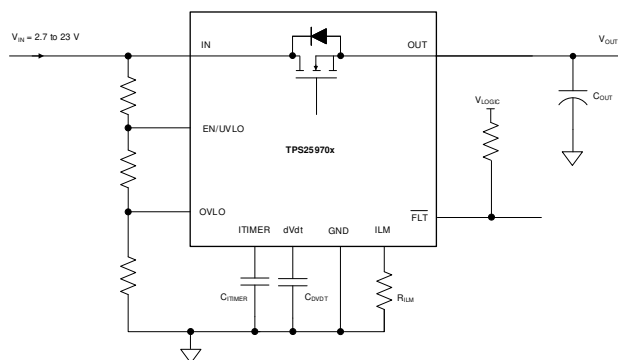 VIN = 2.7 to 23 V
IN
OUT
VOUT
COUT
VLOGIC
EN/UVLO
TPS25970x
OVLO
FLT
ITIMER
dVdt
GND
ILM
CITIMER
CDVDT
RILM